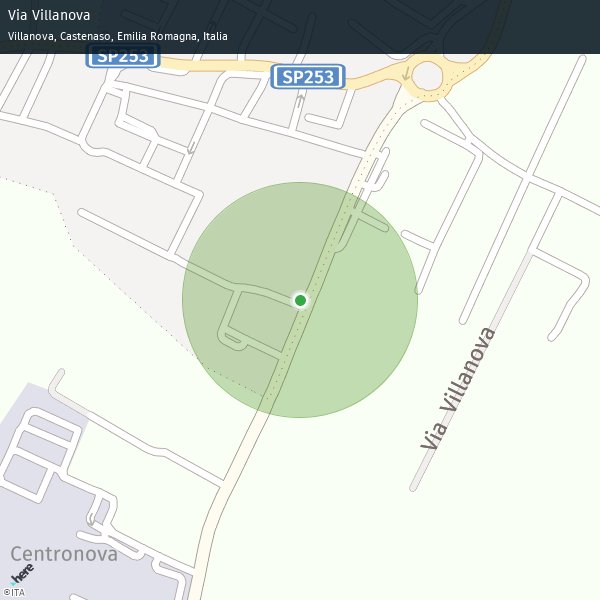 Via Villanova
Villanova, Castenaso, Emilia Romagna, Italia
SP253
SP253
Via Villanova
Centronova
here
©ITA